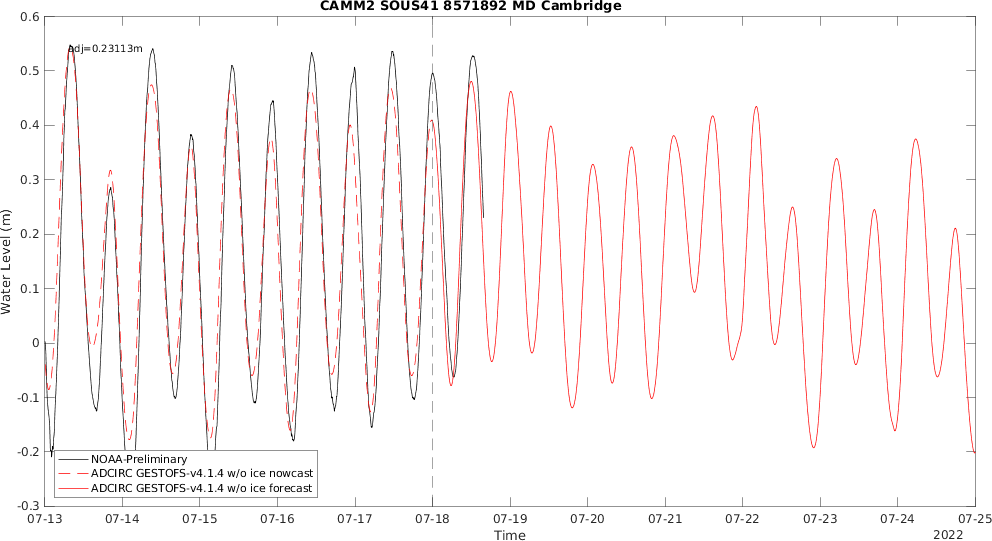 CAMM2 SOUS41 8571892 MD Cambridge
0.6
0.5
0.4
0.3
0.2
0.1
0
-0.1
-0.2
-0.3
Water Level (m)
adj=0.23113m
NOAA-Preliminary
ADCIRC GESTOFS-v4.1.4 w/o ice nowcast
ADCIRC GESTOFS-v4.1.4 w/o ice forecast
07-13 07-14 07-15 07-16 07-17 07-18 07-19 07-20 07-21 07-22 07-23 07-24 07-25
Time
2022